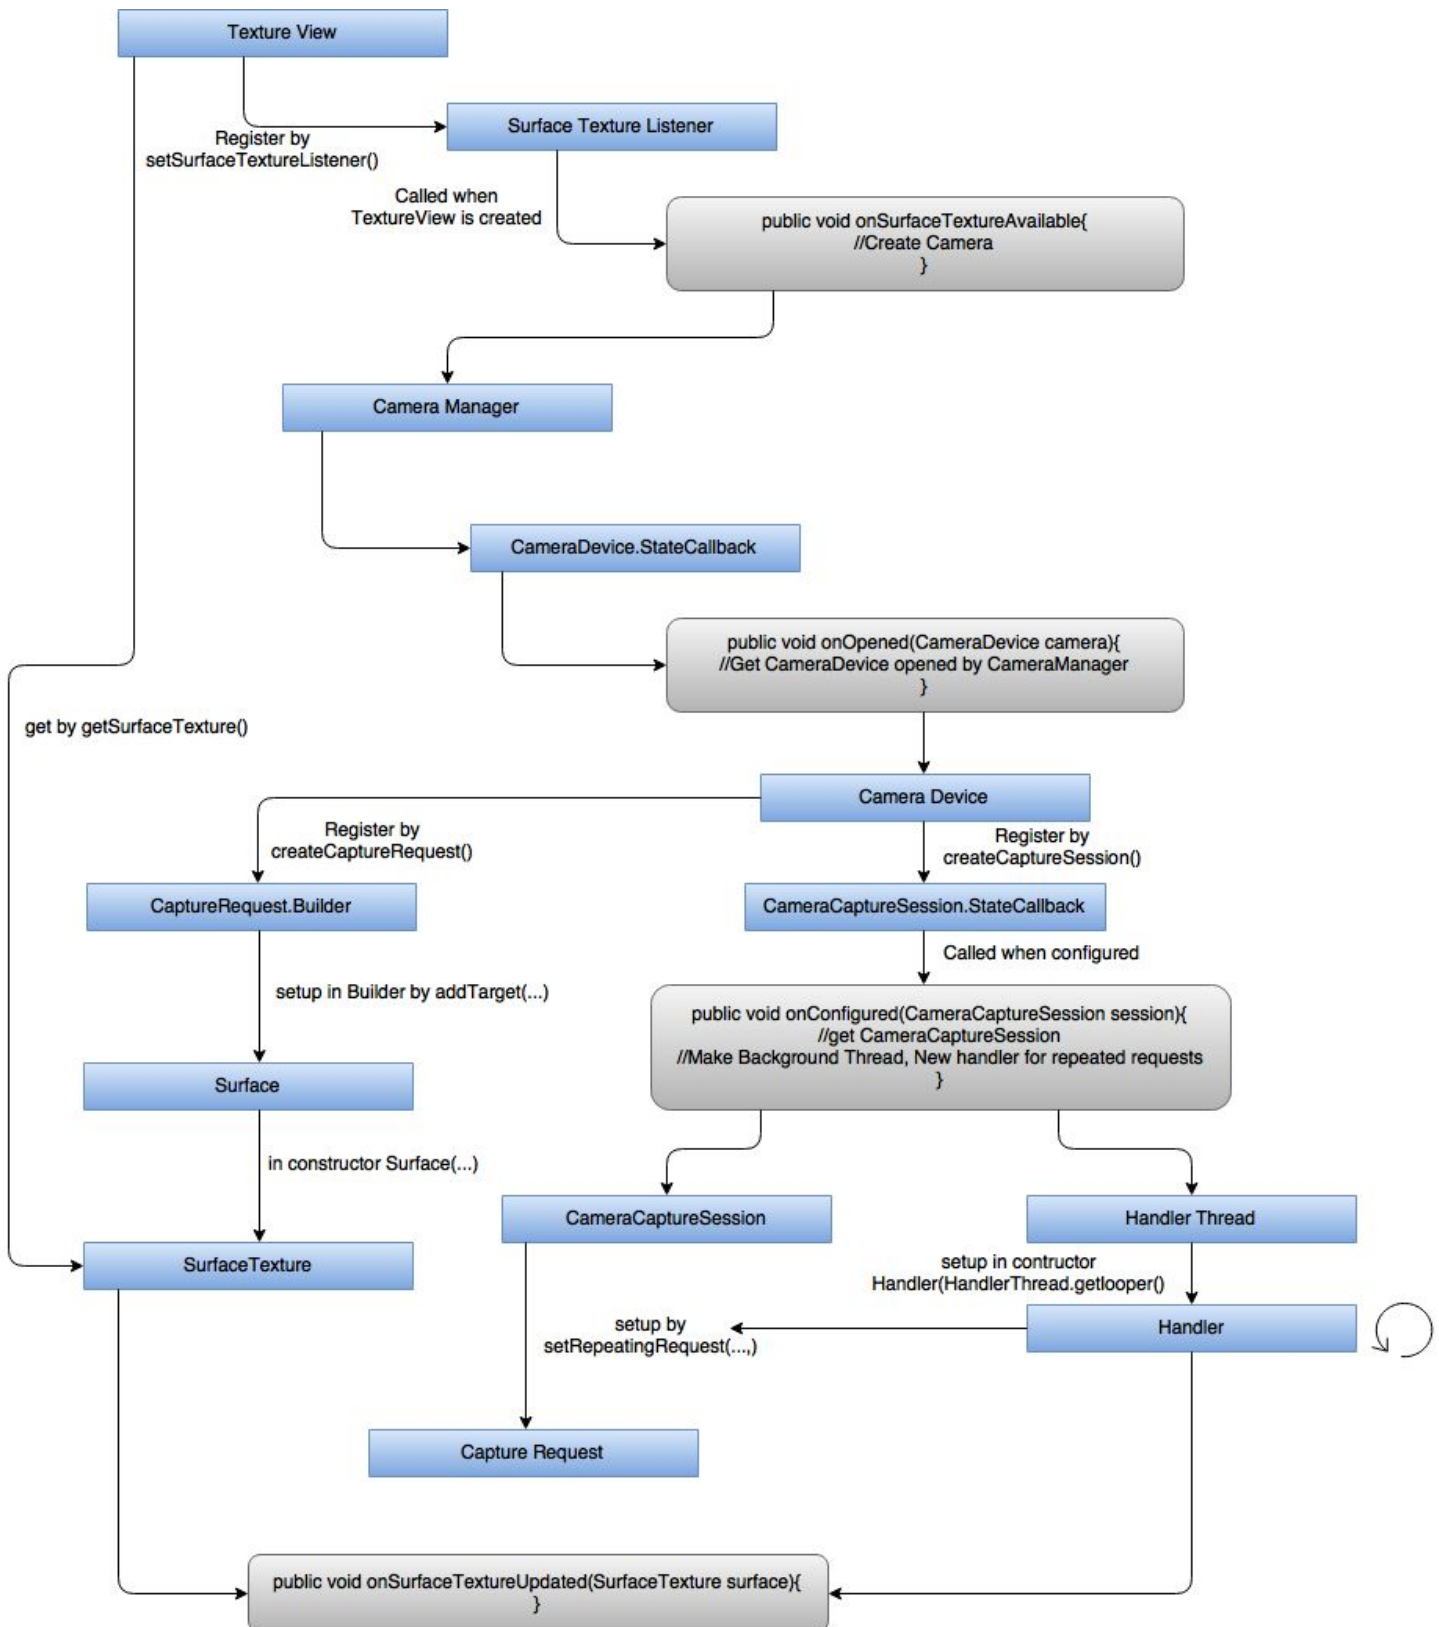 Texture View
Surface Texture Listener
Register by
setSurfaceTextureListener()
Called when
TextureView is created
public void onSurfaceTextureAvailable{
//Create Camera
}
Camera Manager
CameraDevice.StateCallback
public void onOpened(CameraDevice camera){
//Get CameraDevice opened by CameraManager
}
get by getSurfaceTexture()
Camera Device
Register by
createCaptureRequest()
Register by
createCaptureSession()
CaptureRequest.Builder
CameraCaptureSession.StateCallback
Called when configured
setup in Builder by addTarget(...)
public void onConfigured(CameraCaptureSession session){
//get CameraCaptureSession
//Make Background Thread, New handler for repeated requests
}
Surface
in constructor Surface(...)
CameraCaptureSession
Handler Thread
SurfaceTexture
setup in contructor
Handler(HandlerThread.getlooper()
setup by
setRepeatingRequest(...,)
Handler
Capture Request
public void onSurfaceTextureUpdated(SurfaceTexture surface){
}